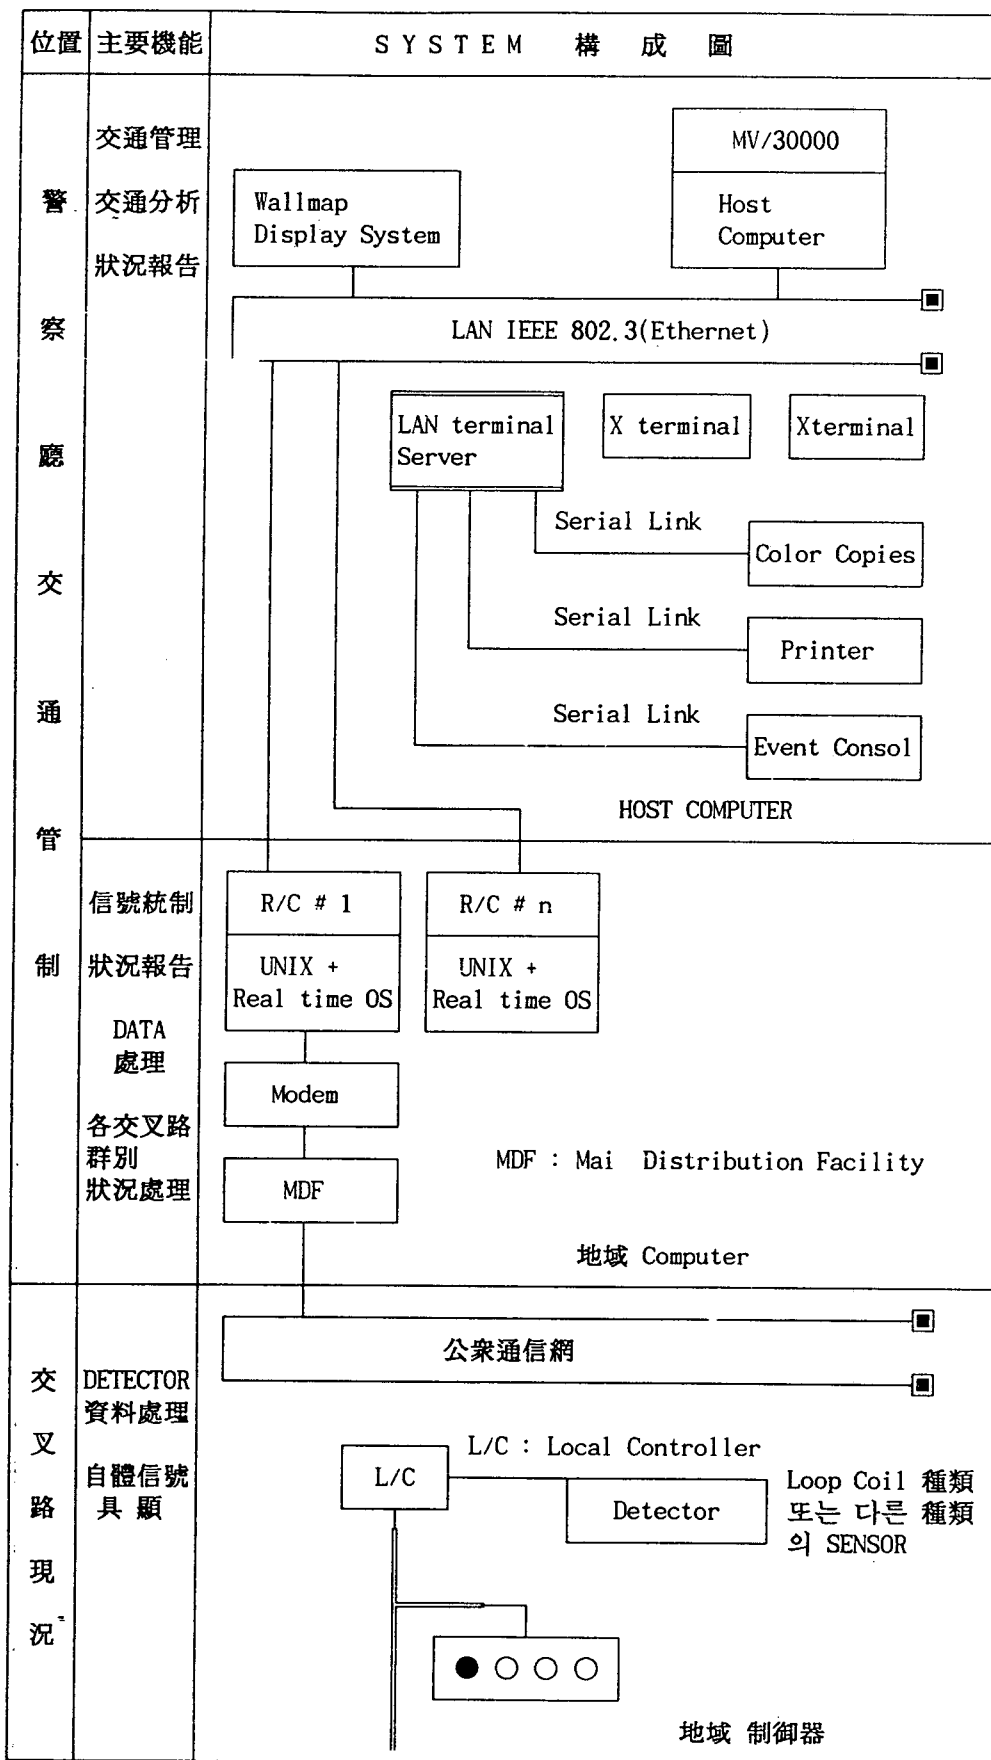 位置 主要機能 SYSTEM 構成圖
警察廳交通管制
交通管理
交通分析
狀況報告
MV/30000
Host
Computer
Wallmap
Display System
LAN IEEE 802.3(Ethernet)
LAN terminal
Server
X terminal
Xterminal
Serial Link
Color Copies
Serial Link
Printer
Serial Link
Event Consol
HOST COMPUTER
信號統制
狀況報告
DATA
處理
各交叉路
群別
狀況處理
R/C # 1
UNIX +
Real time OS
R/C # n
UNIX +
Real time OS
Modem
MDF
MDF : Mai Distribution Facility
地域 Computer
交叉路現況
DETECTOR
資料處理
自體信號
具 顯
公衆通信網
L/C : Local Controller
L/C
Detector
Loop Coil 種類
또는 다른 種類
의 SENSOR
地域 制御器